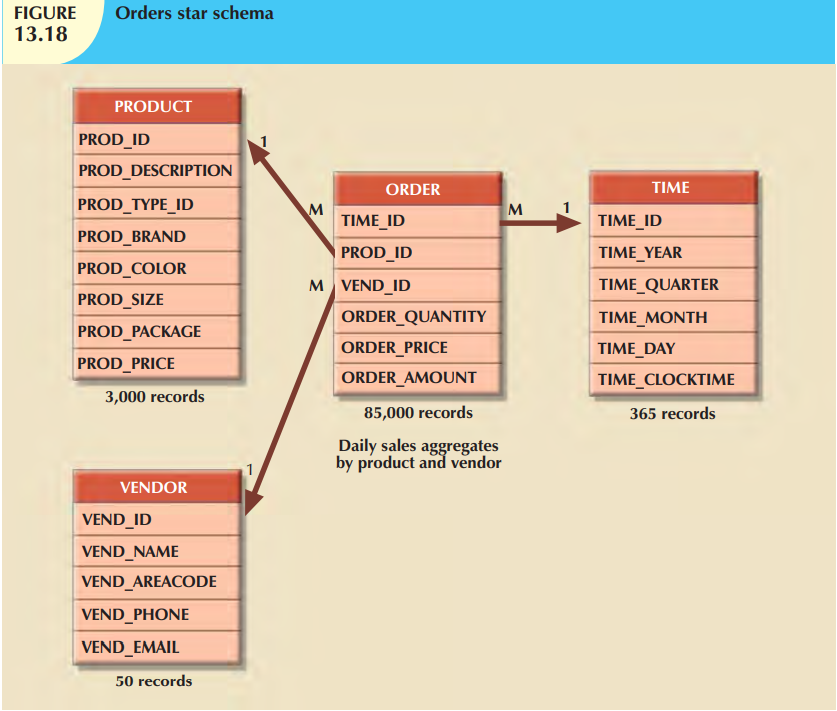 FIGURE
13.18
Orders star schema
PRODUCT
PROD_ID
PROD_DESCRIPTION
PROD_TYPE_ID
PROD_BRAND
PROD_COLOR
PROD_SIZE
PROD_PACKAGE
PROD_PRICE
3,000 records
1
M
M
ORDER
TIME_ID
PROD_ID
VEND_ID
ORDER_QUANTITY
ORDER_PRICE
ORDER_AMOUNT
85,000 records
Daily sales aggregates
by product and vendor
M
1
TIME
TIME_ID
TIME_YEAR
TIME_QUARTER
TIME_MONTH
TIME_DAY
TIME_CLOCKTIME
365 records
1
VENDOR
VEND_ID
VEND_NAME
VEND_AREACODE
VEND_PHONE
VEND_EMAIL
50 records